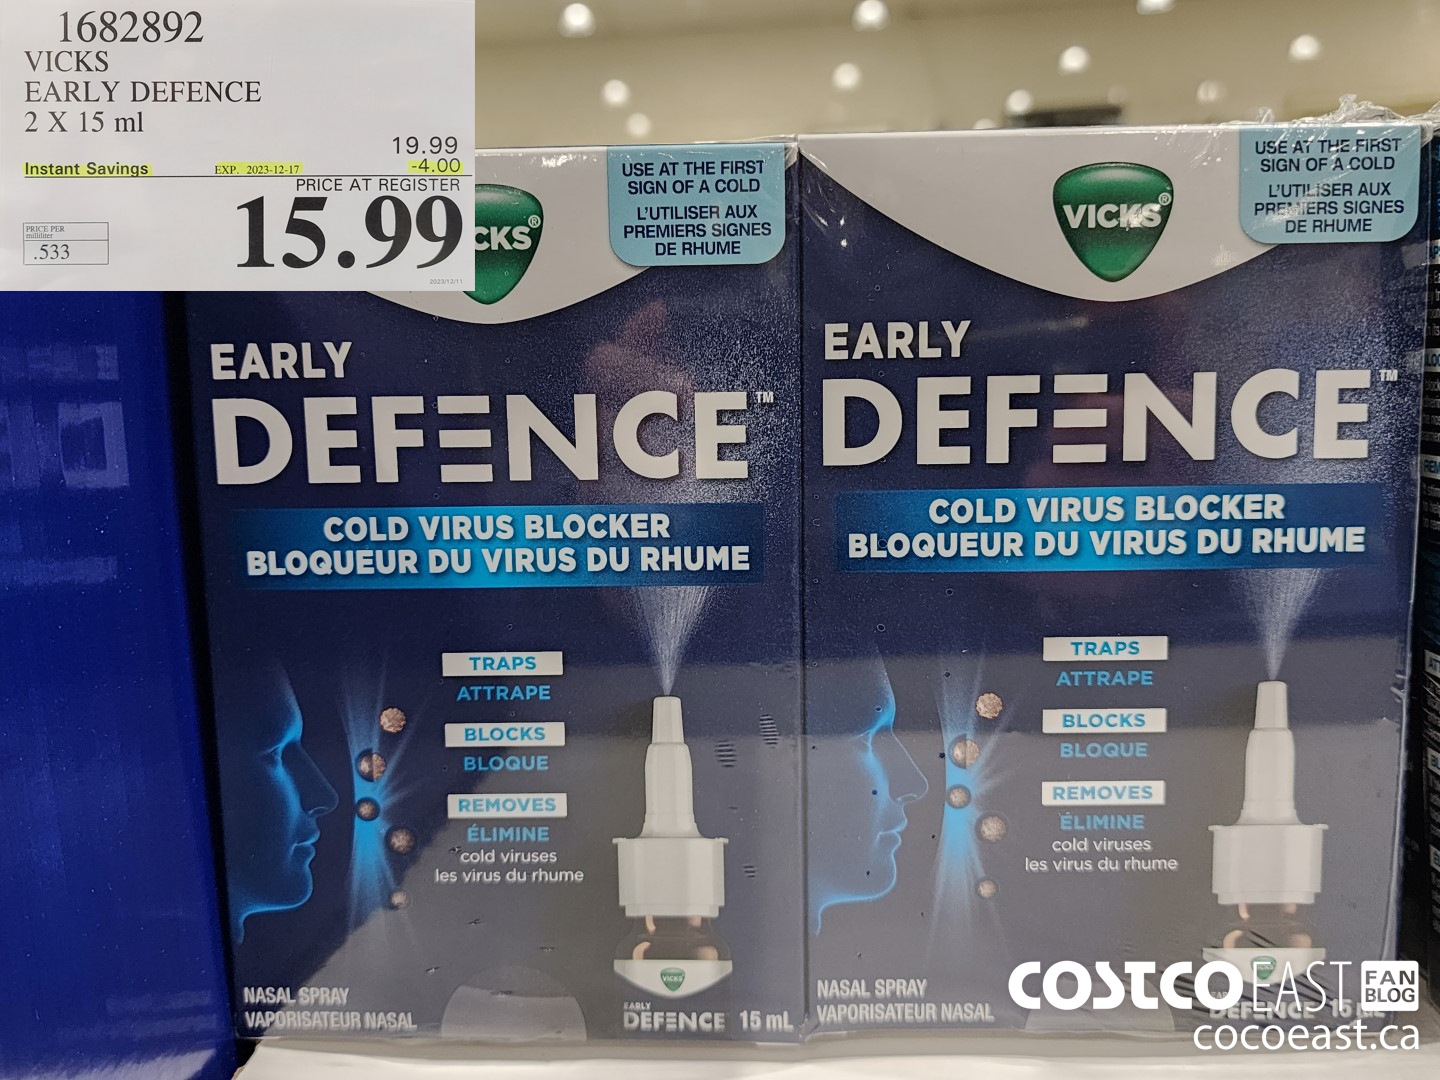 1682892
VICKS
EARLY DEFENCE
2 X 15 ml
19.99
Instant Savings EXP. 2023-12-17 -4.00
PRICE AT REGISTER
15.99
PRICE PER
milliliter
.533
2023/12/11
CKS®
USE AT THE FIRST
SIGN OF A COLD
L'UTILISER AUX
PREMIERS SIGNES
DE RHUME
EARLY
DEFENCE™
COLD VIRUS BLOCKER
BLOQUEUR DU VIRUS DU RHUME
TRAPS
ATTRAPE
BLOCKS
BLOQUE
REMOVES
ÉLIMINE
cold viruses
les virus du rhume
NASAL SPRAY
VAPORISATEUR NASAL
VICKS
EARLY
DEFENCE 15 mL
VICKS®
USE AT THE FIRST
SIGN OF A COLD
L'UTILISER AUX
PREMIERS SIGNES
DE RHUME
EARLY
DEFENCE™
COLD VIRUS BLOCKER
BLOQUEUR DU VIRUS DU RHUME
TRAPS
ATTRAPE
BLOCKS
BLOQUE
REMOVES
ÉLIMINE
cold viruses
les virus du rhume
NASAL SPRAY
VAPORISATEUR NASAL
VICKS
DEFENCE 15 mL
COSTCO EAST FAN BLOG
cocoeast.ca